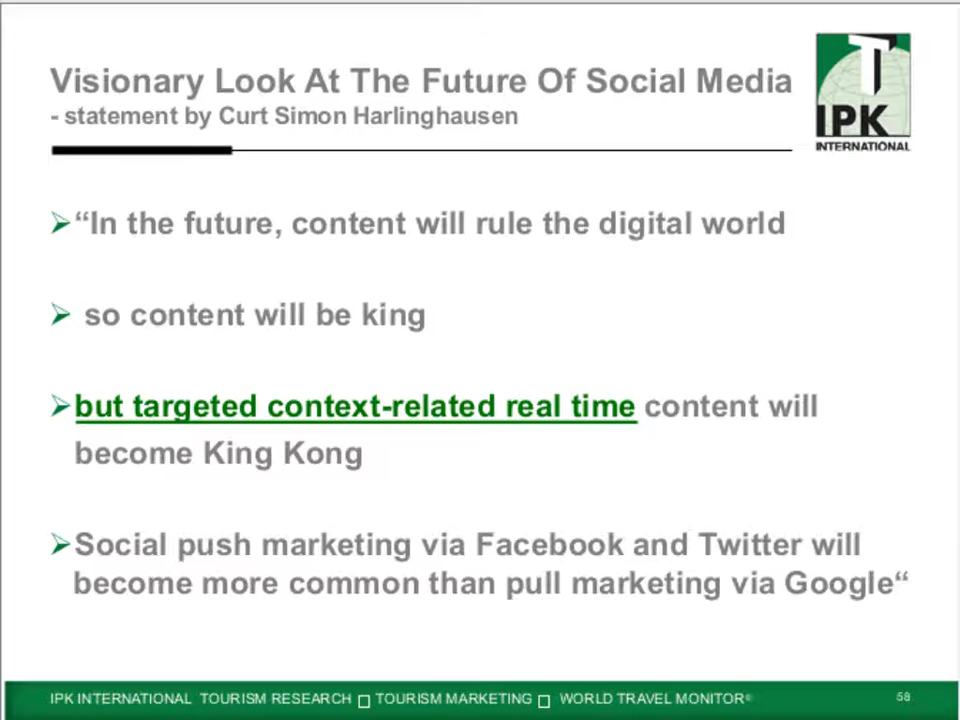 Visionary Look At The Future Of Social Media
- statement by Curt Simon Harlinghausen
IPK
INTERNATIONAL
“In the future, content will rule the digital world
so content will be king
but targeted context-related real time content will
become King Kong
Social push marketing via Facebook and Twitter will
become more common than pull marketing via Google“
IPK INTERNATIONAL TOURISM RESEARCH □ TOURISM MARKETING □ WORLD TRAVEL MONITOR® 58